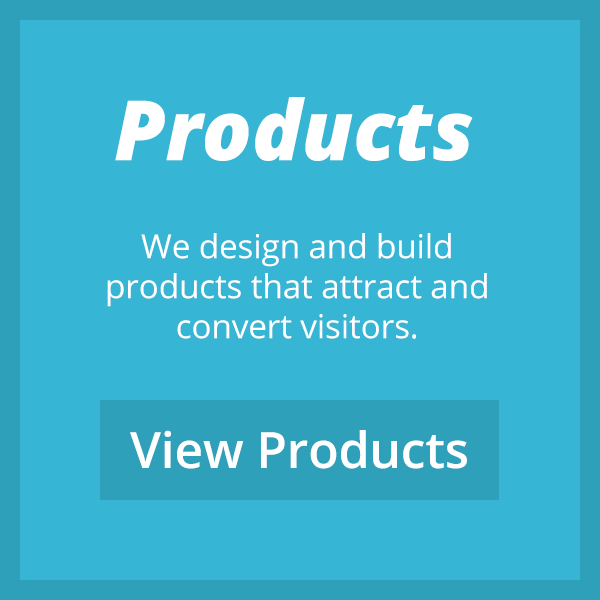 Products
We design and build
products that attract and
convert visitors.
View Products